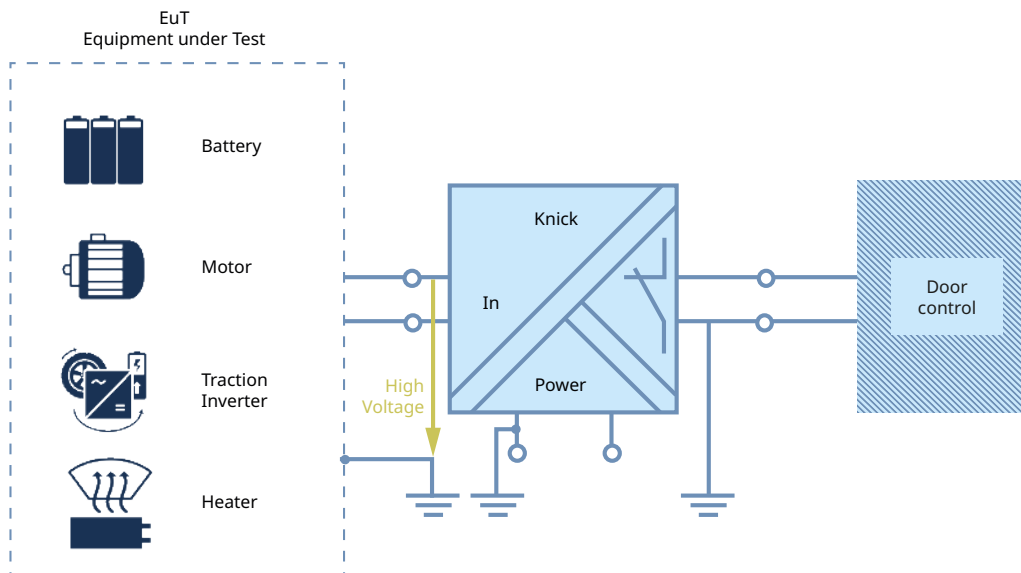 EuT
Equipment under Test
Battery
Motor
Traction
Inverter
Heater
High
Voltage
Knick
In
Power
Door
control